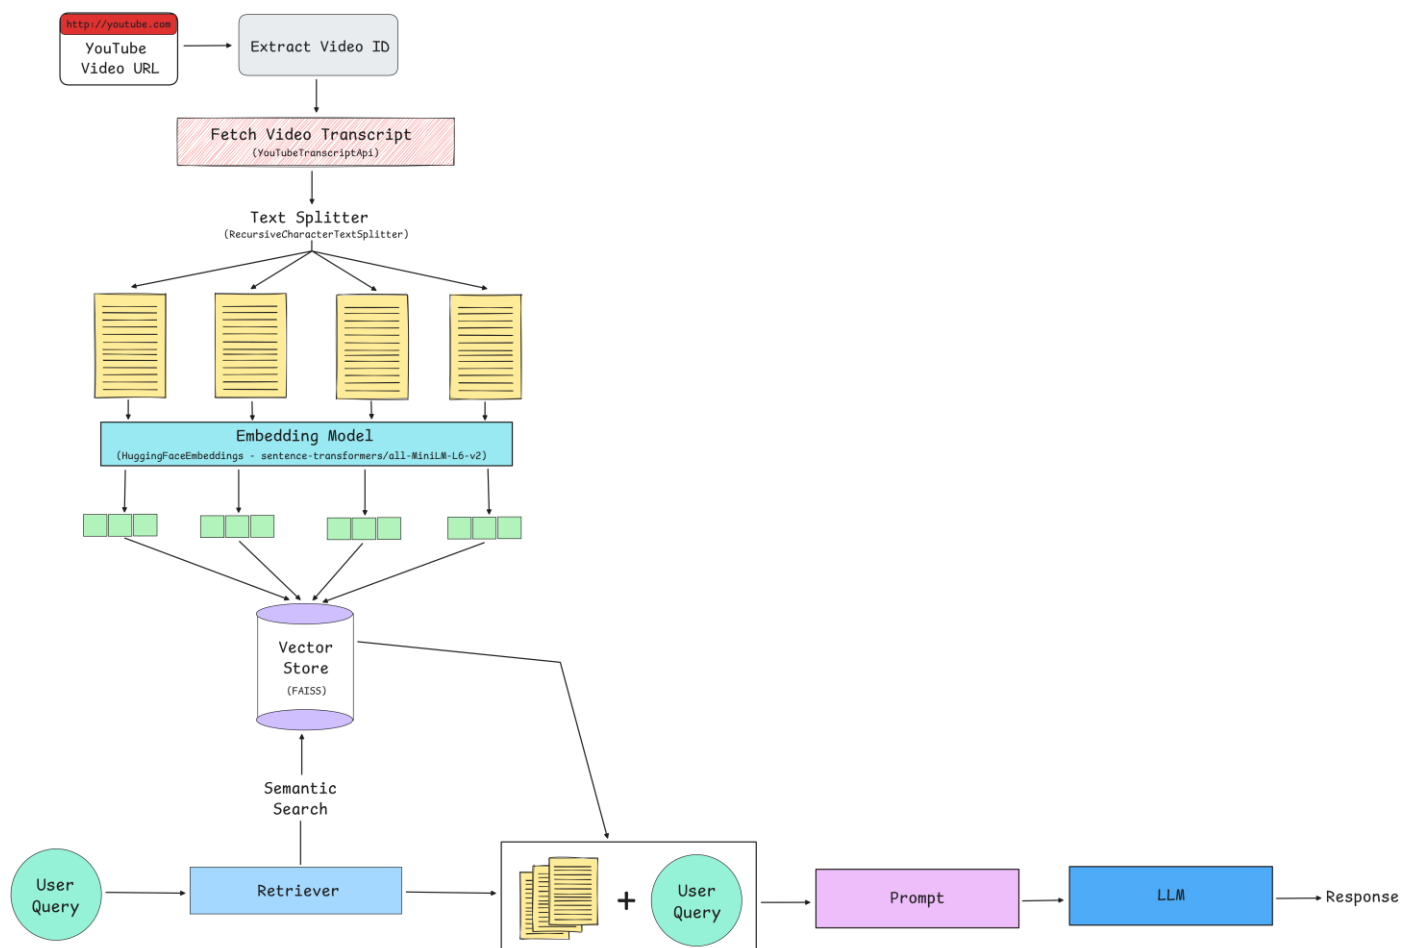 http://youtube.com
YouTube
Video URL
Extract Video ID
Fetch Video Transcript
(YouTubeTranscriptApi)
Text Splitter
(RecursiveCharacterTextSplitter)
Embedding Model
(HuggingFaceEmbeddings - sentence-transformers/all-MiniLM-L6-v2)
Vector
Store
(FAISS)
Semantic
Search
User
Query
Retriever
+
User
Query
Prompt
LLM
Response